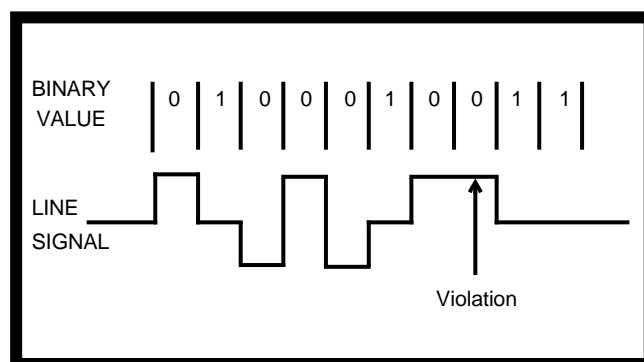 BINARY
VALUE
0 1 0 0 0 1 0 0 1 1
LINE
SIGNAL
Violation